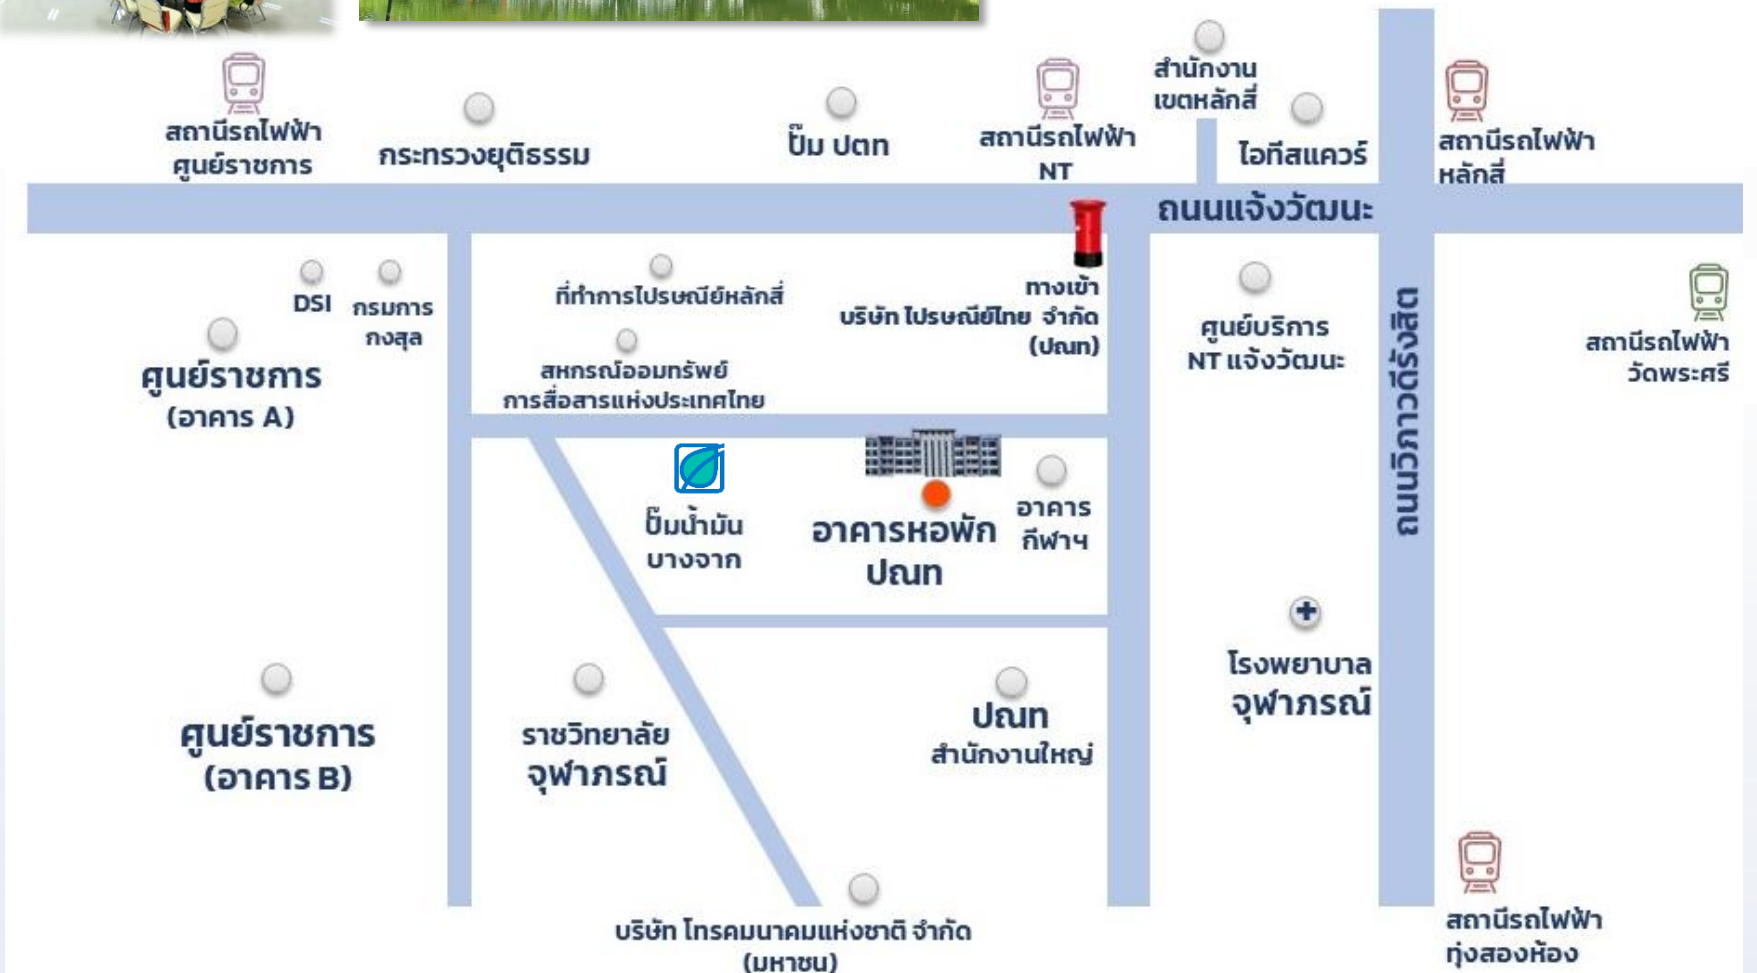 สถานีรถไฟฟ้า
ศูนย์ราชการ
กระทรวงยุติธรรม
ปั๊ม ปตท
สถานีรถไฟฟ้า
NT
สำนักงาน
เขตหลักสี่
ไอทีสแควร์
สถานีรถไฟฟ้า
หลักสี่
ถนนแจ้งวัฒนะ
DSI
กรมการ
กงสุล
ศูนย์ราชการ
(อาคาร A)
ที่ทำการไปรษณีย์หลักสี่
สหกรณ์ออมทรัพย์
การสื่อสารแห่งประเทศไทย
ทางเข้า
บริษัท ไปรษณีย์ไทย จำกัด
(ปณท)
ศูนย์บริการ
NT แจ้งวัฒนะ
ถนนวิภาวดีรังสิต
สถานีรถไฟฟ้า
วัดพระศรี
ปั๊มน้ำมัน
บางจาก
อาคารหอพัก
ปณท
อาคาร
กีฬาฯ
ศูนย์ราชการ
(อาคาร B)
ราชวิทยาลัย
จุฬาภรณ์
ปณท
สำนักงานใหญ่
โรงพยาบาล
จุฬาภรณ์
บริษัท โทรคมนาคมแห่งชาติ จำกัด
(มหาชน)
สถานีรถไฟฟ้า
ทุ่งสองห้อง